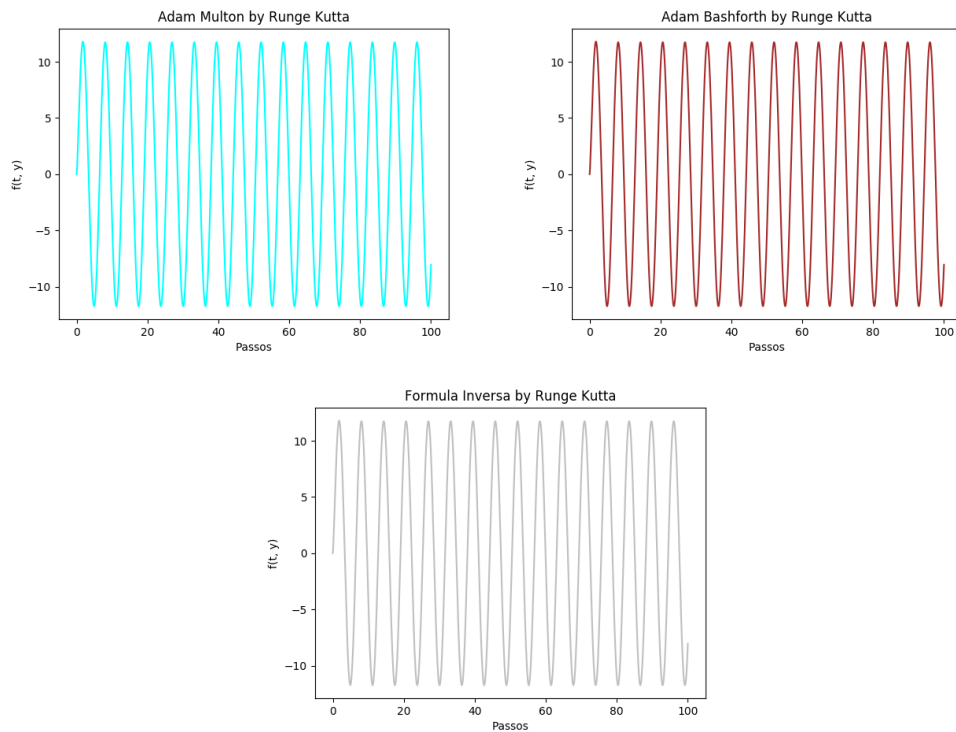 Adam Multon by Runge Kutta
10
5
0
−5
−10
f(t, y)
0 20 40 60 80 100
Passos
Adam Bashforth by Runge Kutta
10
5
0
−5
−10
f(t, y)
0 20 40 60 80 100
Passos
Formula Inversa by Runge Kutta
10
5
0
−5
−10
f(t, y)
0 20 40 60 80 100
Passos